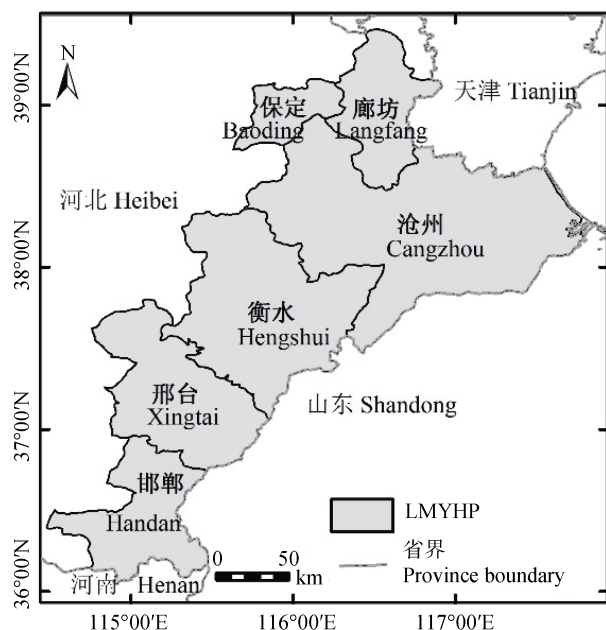 N
39°00′N
38°00′N
37°00′N
36°00′N
保定
Baoding
廊坊
Langfang
天津 Tianjin
河北 Heibei
沧州
Cangzhou
衡水
Hengshui
邢台
Xingtai
山东 Shandong
邯郸
Handan
河南 Henan
0 50
km
LMYHP
省界
Province boundary
115°00′E 116°00′E 117°00′E